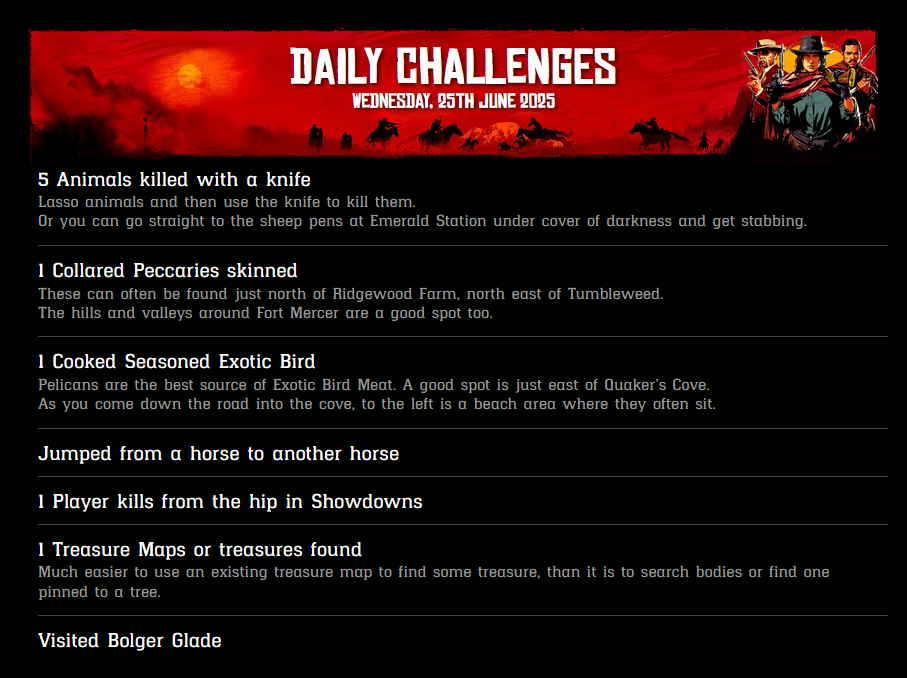 DAILY CHALLENGES
WEDNESDAY, 25TH JUNE 2025
5 Animals killed with a knife
Lasso animals and then use the knife to kill them.
Or you can go straight to the sheep pens at Emerald Station under cover of darkness and get stabbing.
1 Collared Peccaries skinned
These can often be found just north of Ridgewood Farm, north east of Tumbleweed.
The hills and valleys around Fort Mercer are a good spot too.
1 Cooked Seasoned Exotic Bird
Pelicans are the best source of Exotic Bird Meat. A good spot is just east of Quaker's Cove.
As you come down the road into the cove, to the left is a beach area where they often sit.
Jumped from a horse to another horse
1 Player kills from the hip in Showdowns
1 Treasure Maps or treasures found
Much easier to use an existing treasure map to find some treasure, than it is to search bodies or find one
pinned to a tree.
Visited Bolger Glade